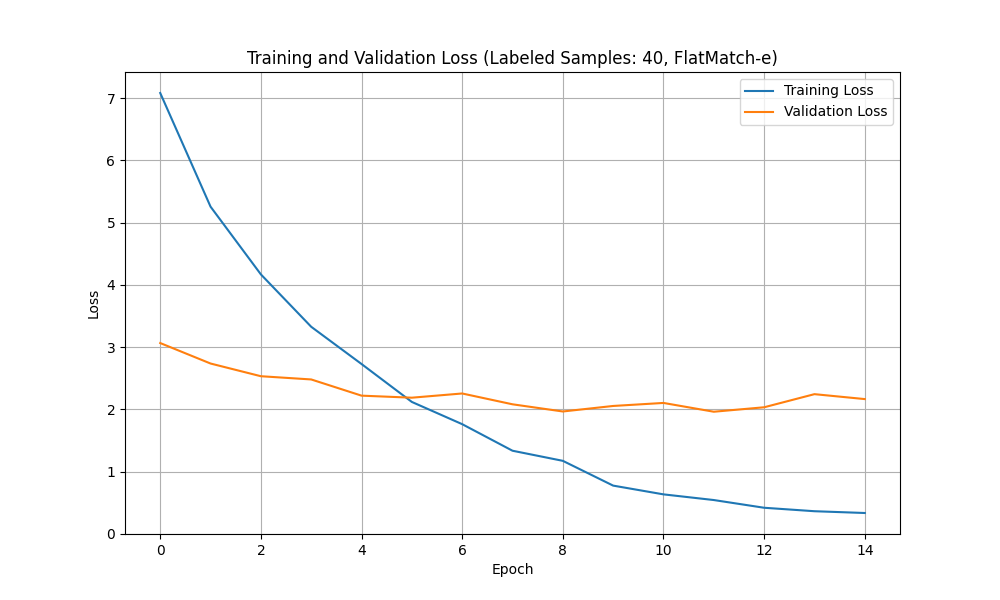 Training and Validation Loss (Labeled Samples: 40, FlatMatch-e)
Training Loss
Validation Loss
7
6
5
4
3
2
1
0
Loss
0 2 4 6 8 10 12 14
Epoch